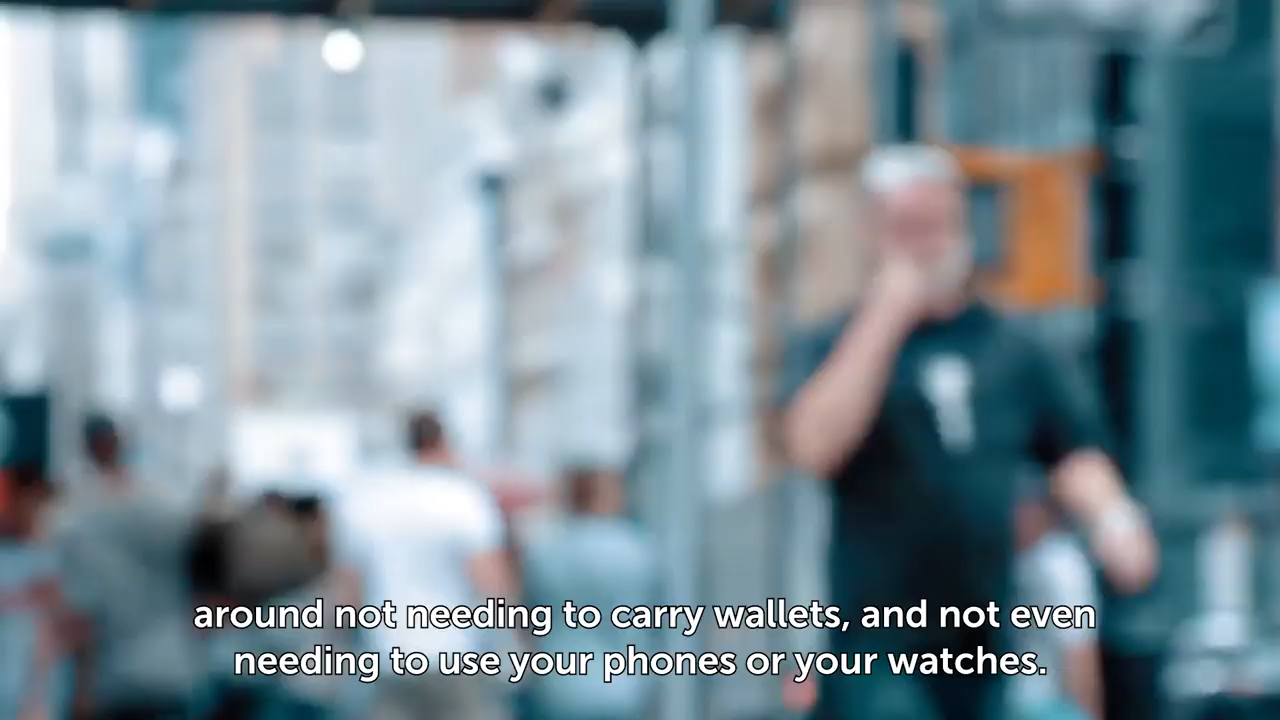 around not needing to carry wallets, and not even
needing to use your phones or your watches.